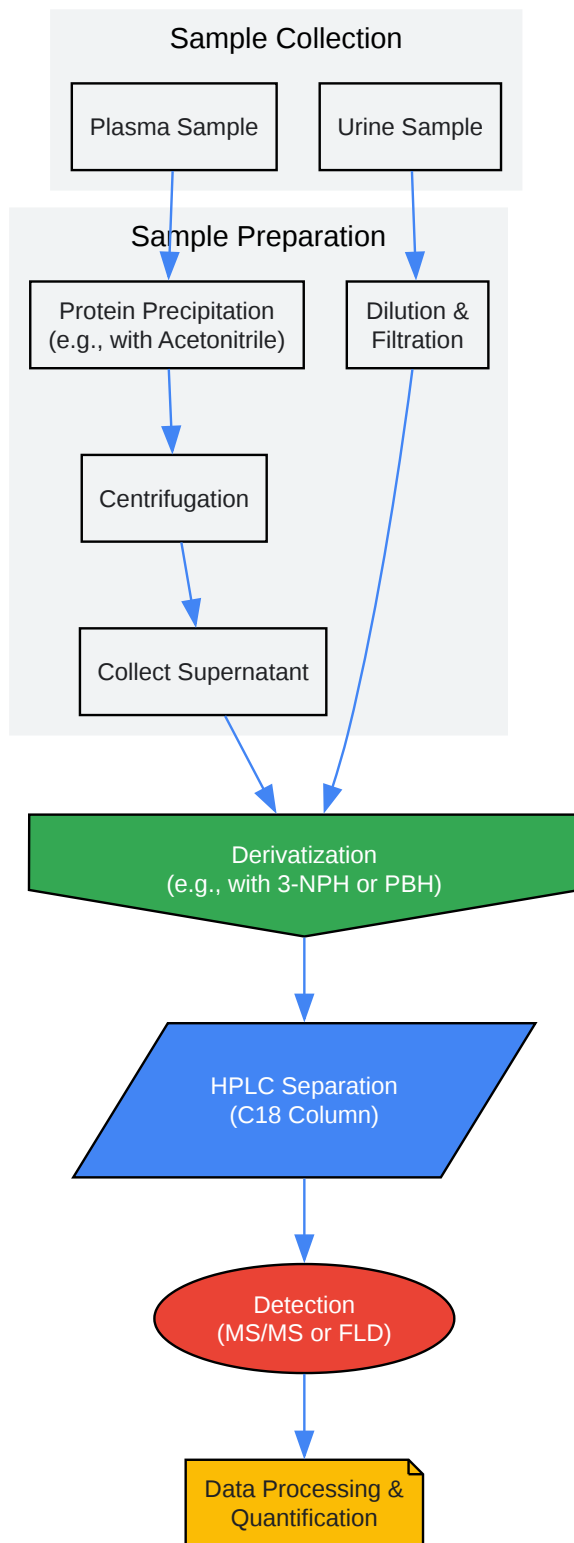 Sample Collection
Plasma Sample
Urine Sample
Sample Preparation
Protein Precipitation
(e.g., with Acetonitrile)
Dilution &
Filtration
Centrifugation
Collect Supernatant
Derivatization
(e.g., with 3-NPH or PBH)
HPLC Separation
(C18 Column)
Detection
(MS/MS or FLD)
Data Processing &
Quantification